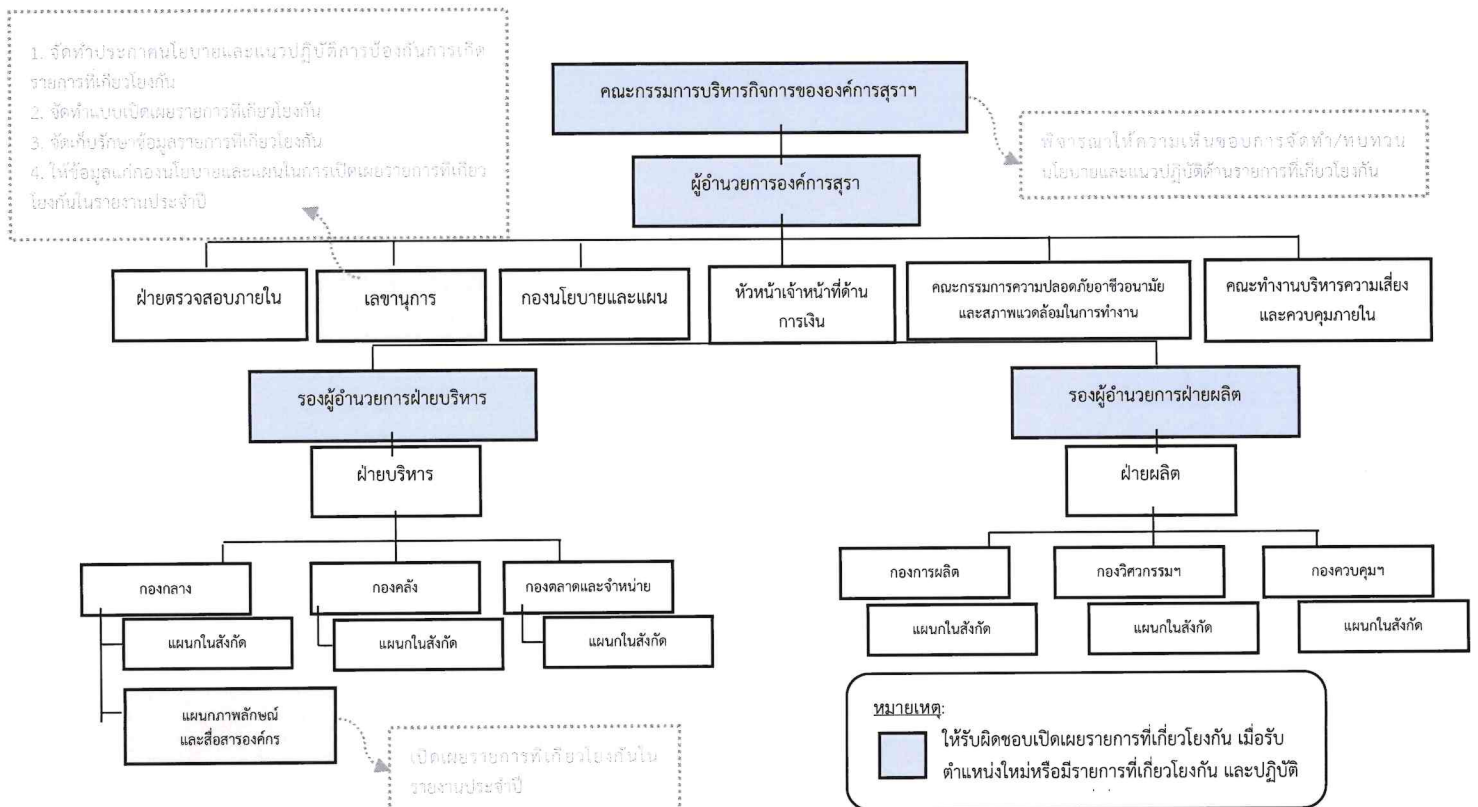 1. จัดทำประกาศนโยบายและแนวปฏิบัติการป้องกันการเกิด
รายการที่เกี่ยวโยงกัน
2. จัดทำแบบเปิดเผยรายการที่เกี่ยวโยงกัน
3. จัดเก็บรักษาข้อมูลรายการที่เกี่ยวโยงกัน
4. ให้ข้อมูลแก่กองนโยบายและแผนในการเปิดเผยรายการที่เกี่ยว
โยงกันในรายงานประจำปี
คณะกรรมการบริหารกิจการขององค์การสุราฯ
พิจารณาให้ความเห็นชอบการจัดทำ/ทบทวน
นโยบายและแนวปฏิบัติด้านรายการที่เกี่ยวโยงกัน
ผู้อำนวยการองค์การสุรา
ฝ่ายตรวจสอบภายใน
เลขานุการ
กองนโยบายและแผน
หัวหน้าเจ้าหน้าที่ด้าน
การเงิน
คณะกรรมการความปลอดภัยอาชีวอนามัย
และสภาพแวดล้อมในการทำงาน
คณะทำงานบริหารความเสี่ยง
และควบคุมภายใน
รองผู้อำนวยการฝ่ายบริหาร
รองผู้อำนวยการฝ่ายผลิต
ฝ่ายบริหาร
ฝ่ายผลิต
กองกลาง
กองคลัง
กองตลาดและจำหน่าย
กองการผลิต
กองวิศวกรรมฯ
กองควบคุมฯ
แผนกในสังกัด
แผนกในสังกัด
แผนกในสังกัด
แผนกในสังกัด
แผนกในสังกัด
แผนกในสังกัด
แผนกภาพลักษณ์
และสื่อสารองค์กร
เปิดเผยรายการที่เกี่ยวโยงกันใน
รายงานประจำปี
หมายเหตุ:
ให้รับผิดชอบเปิดเผยรายการที่เกี่ยวโยงกัน เมื่อรับ
ตำแหน่งใหม่หรือมีรายการที่เกี่ยวโยงกัน และปฏิบัติ